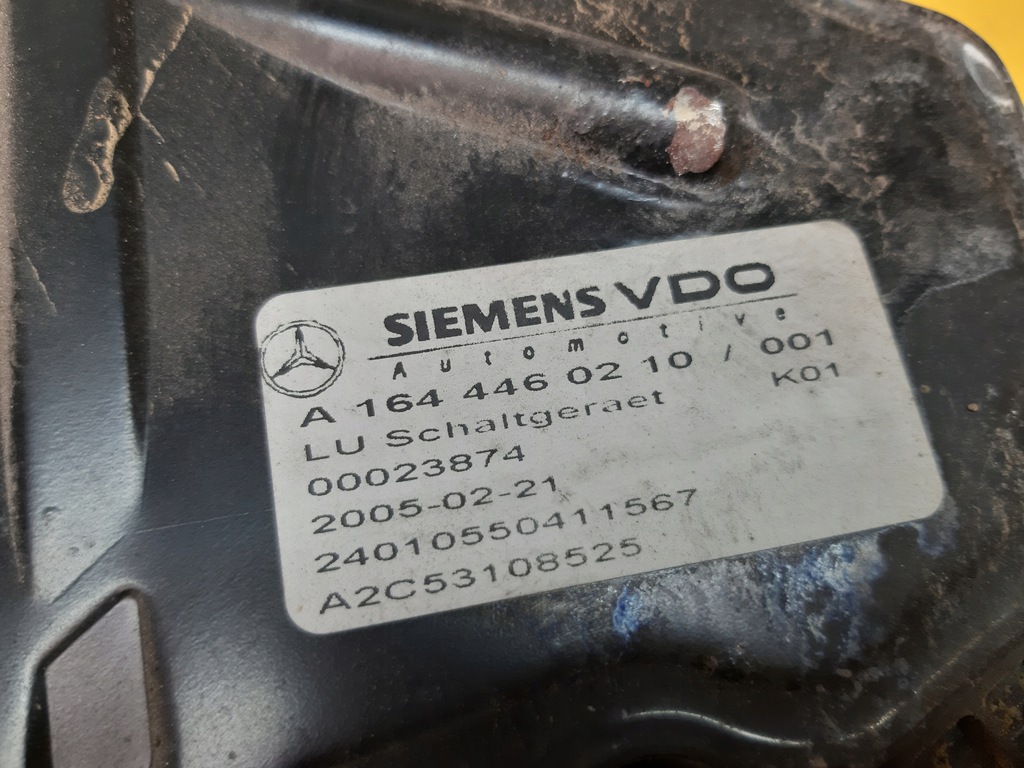 SIEMENS VDO
Automotive
A 164 446 02 10 / 001
LU Schaltgeraet K01
00023874
2005-02-21
24010550411567
A2C53108525